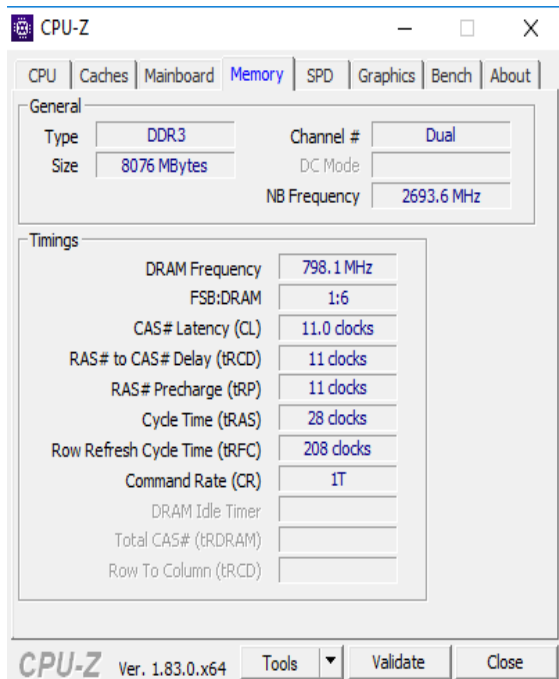 CPU-Z
CPU Caches Mainboard Memory SPD Graphics Bench About
General
Type DDR3 Channel # Dual
Size 8076 MBytes DC Mode
NB Frequency 2693.6 MHz
Timings
DRAM Frequency 798.1 MHz
FSB:DRAM 1:6
CAS# Latency (CL) 11.0 clocks
RAS# to CAS# Delay (tRCD) 11 clocks
RAS# Precharge (tRP) 11 clocks
Cycle Time (tRAS) 28 clocks
Row Refresh Cycle Time (tRFC) 208 clocks
Command Rate (CR) 1T
DRAM Idle Timer
Total CAS# (tRDRAM)
Row To Column (tRCD)
CPU-Z Ver. 1.83.0.x64 Tools Validate Close